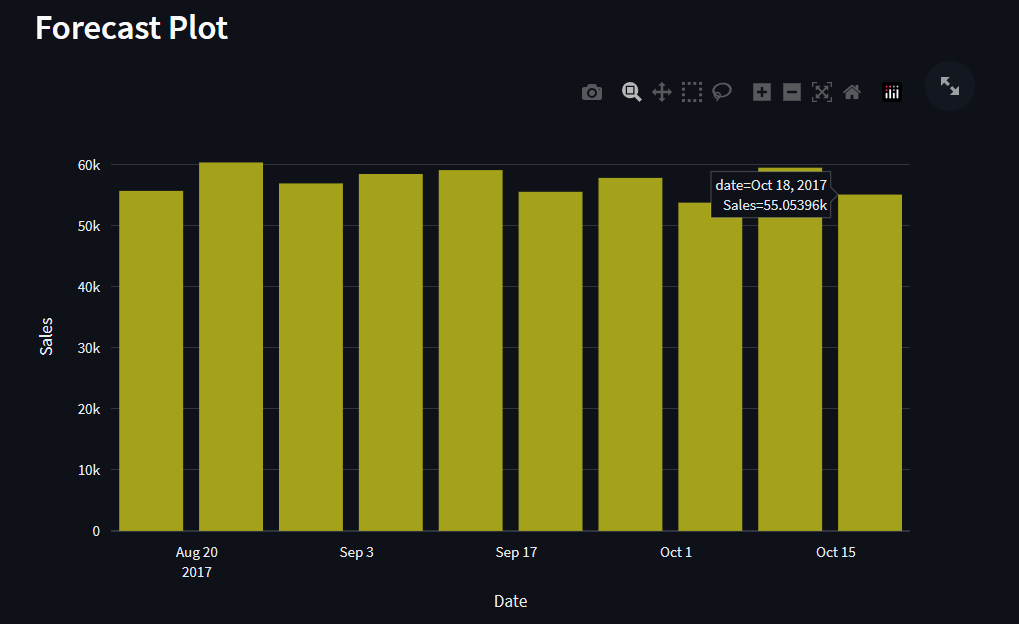 Forecast Plot
60k
50k
40k
30k
20k
10k
0
Sales
date=Oct 18, 2017
Sales=55.05396k
Aug 20
2017
Sep 3
Sep 17
Oct 1
Oct 15
Date